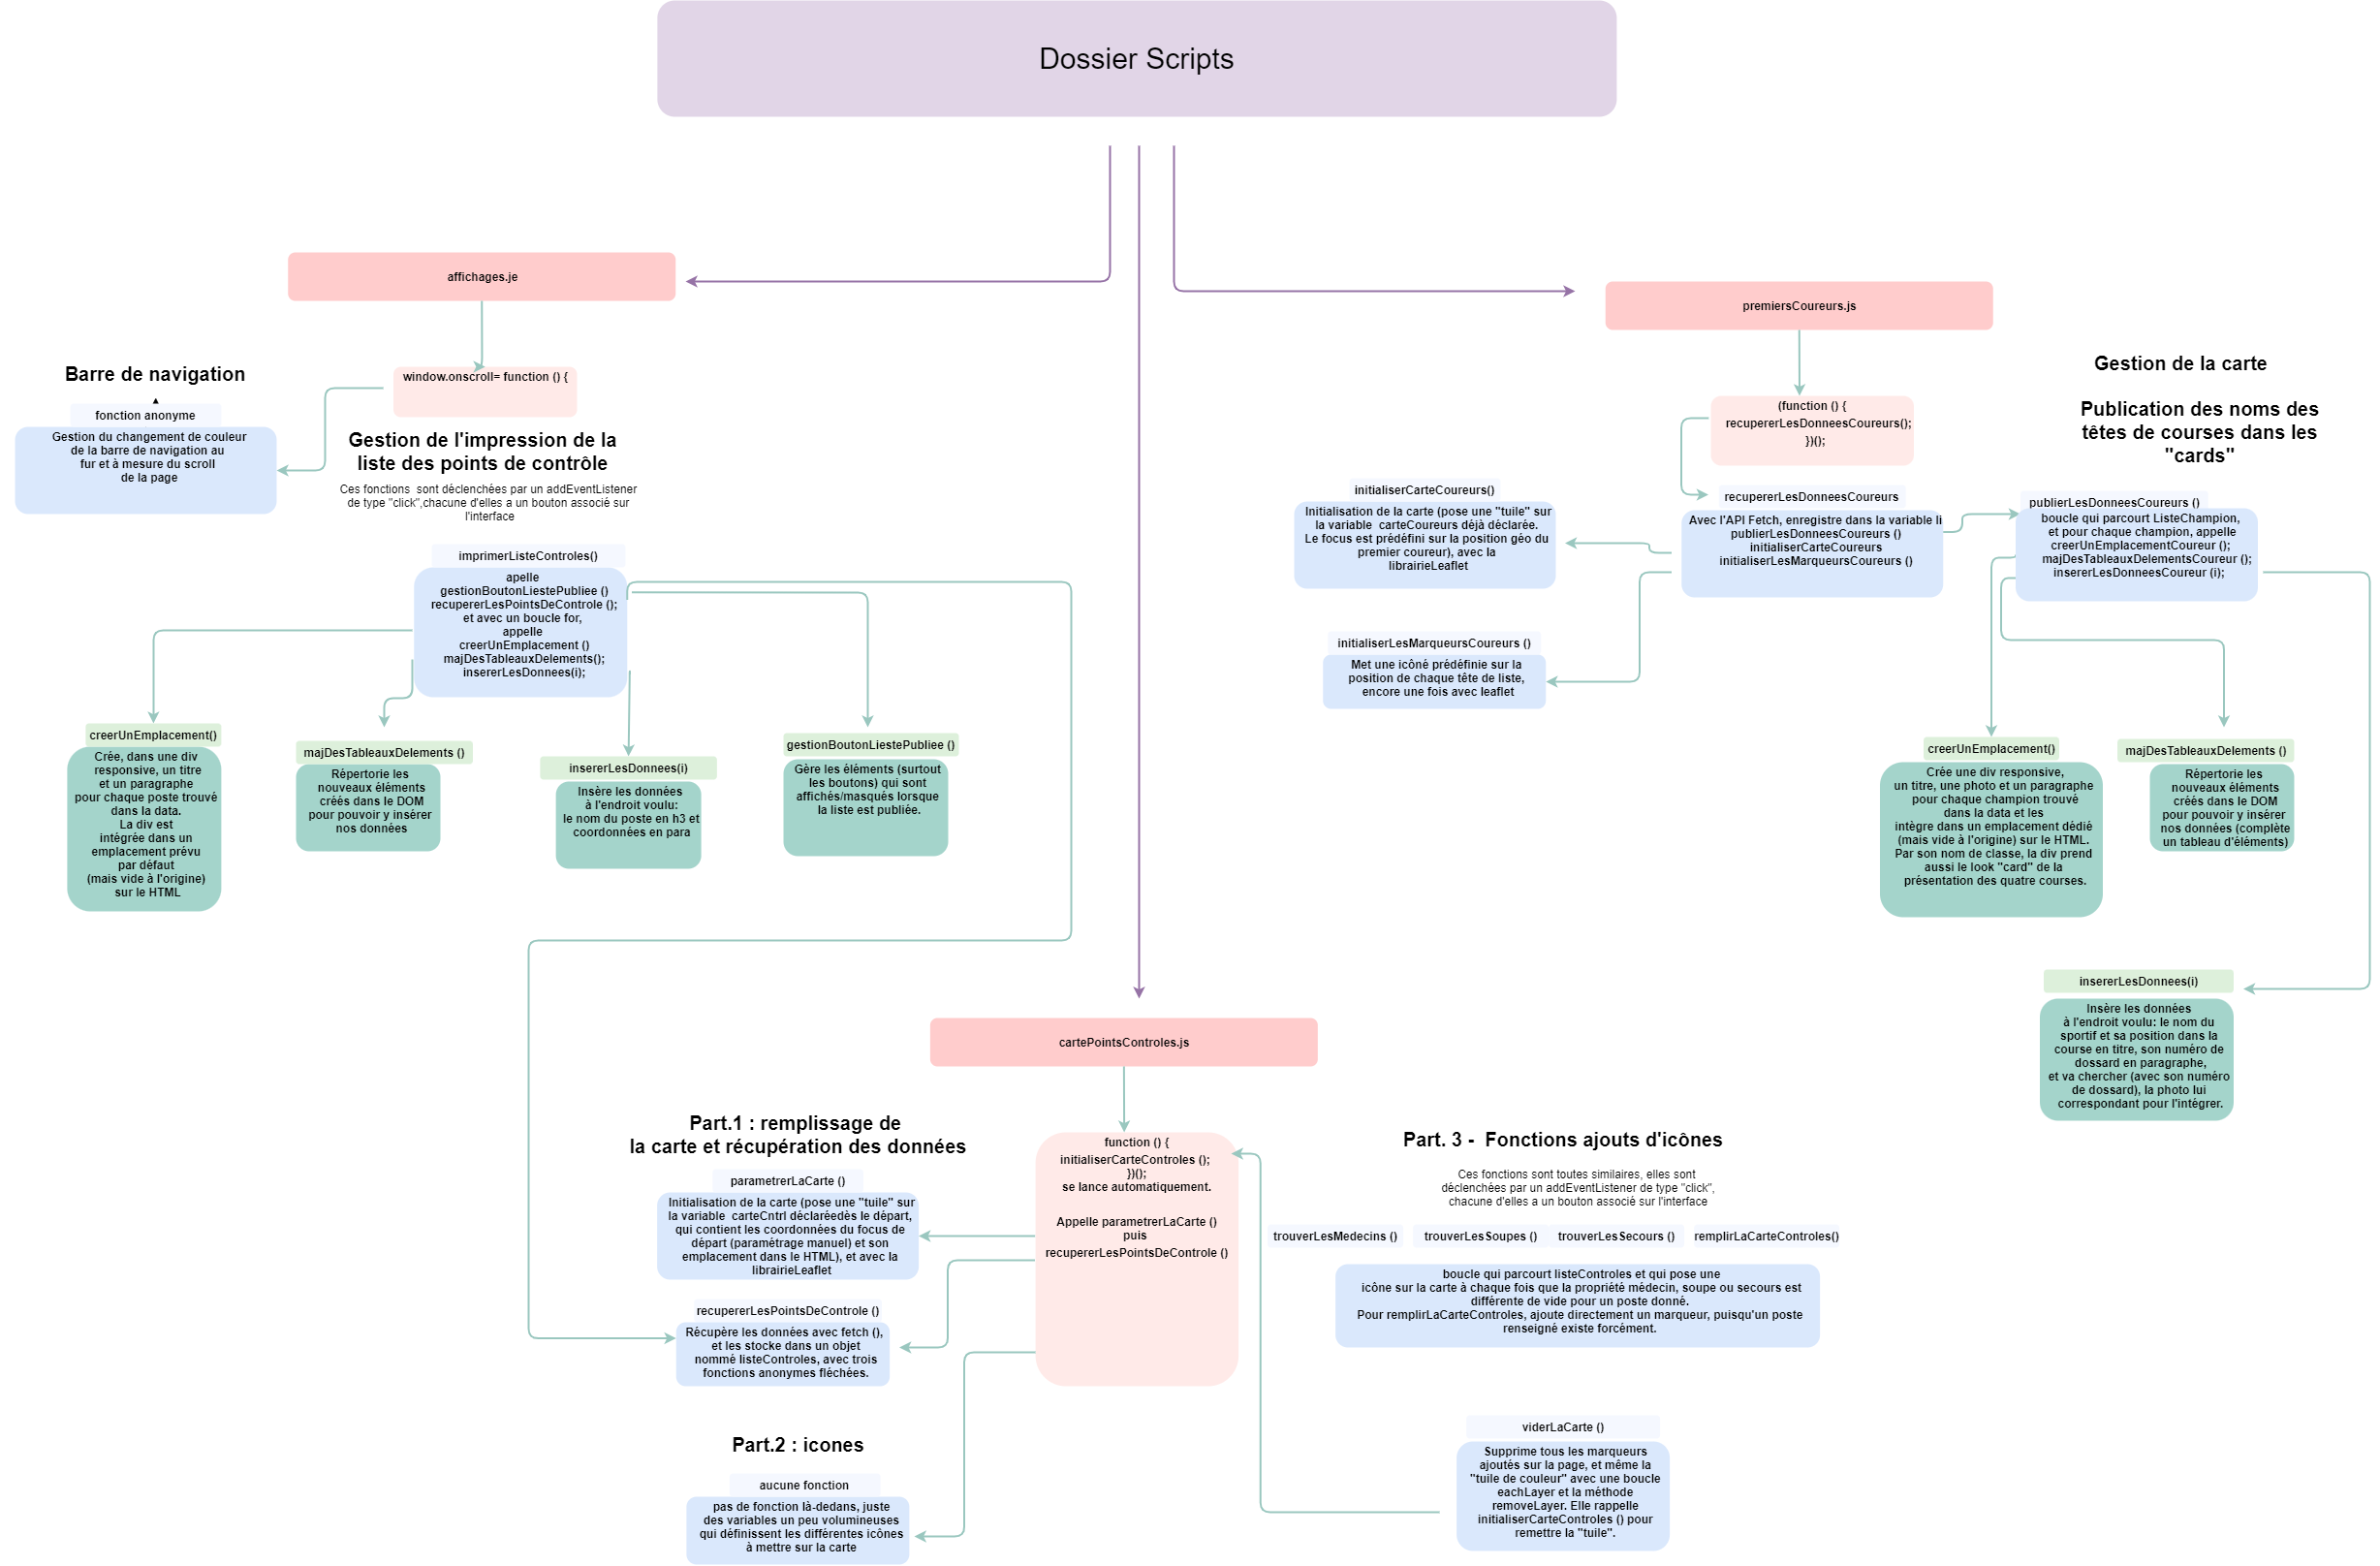 Dossier Scripts
affichages.je
window.onscroll= function () {
Barre de navigation
fonction anonyme
Gestion du changement de couleur
de la barre de navigation au
fur et à mesure du scroll
de la page
Gestion de l'impression de la
liste des points de contrôle
Ces fonctions  sont déclenchées par un addEventListener
de type "click",chacune d'elles a un bouton associé sur
l'interface
imprimerListeControles()
apelle
gestionBoutonLiestePubliee ()
recupererLesPointsDeControle ();
et avec un boucle for,
appelle
creerUnEmplacement ()
majDesTableauxDelements();
insererLesDonnees(i);
creerUnEmplacement()
Crée, dans une div
responsive, un titre
et un paragraphe
pour chaque poste trouvé
dans la data.
La div est
intégrée dans un
emplacement prévu
par défaut
(mais vide à l'origine)
sur le HTML
majDesTableauxDelements ()
Répertorie les
nouveaux éléments
créés dans le DOM
pour pouvoir y insérer
nos données
insererLesDonnees(i)
Insère les données
à l'endroit voulu:
le nom du poste en h3 et
coordonnées en para
gestionBoutonLiestePubliee ()
Gère les éléments (surtout
les boutons) qui sont
affichés/masqués lorsque
la liste est publiée.
premiersCoureurs.js
(function () {
recupererLesDonneesCoureurs();
})();
recupererLesDonneesCoureurs
Avec l'API Fetch, enregistre dans la variable li
publierLesDonneesCoureurs ()
initialiserCarteCoureurs
initialiserLesMarqueursCoureurs ()
initialiserCarteCoureurs()
Initialisation de la carte (pose une "tuile" sur
la variable  carteCoureurs déjà déclarée.
Le focus est prédéfini sur la position géo du
premier coureur), avec la
librairieLeaflet
initialiserLesMarqueursCoureurs ()
Met une icôné prédéfinie sur la
position de chaque tête de liste,
encore une fois avec leaflet
Gestion de la carte
Publication des noms des
têtes de courses dans les
"cards"
publierLesDonneesCoureurs ()
boucle qui parcourt ListeChampion,
et pour chaque champion, appelle
creerUnEmplacementCoureur ();
majDesTableauxDelementsCoureur ();
insererLesDonneesCoureur (i);
creerUnEmplacement()
Crée une div responsive,
un titre, une photo et un paragraphe
pour chaque champion trouvé
dans la data et les
intègre dans un emplacement dédié
(mais vide à l'origine) sur le HTML.
Par son nom de classe, la div prend
aussi le look "card" de la
présentation des quatre courses.
majDesTableauxDelements ()
Répertorie les
nouveaux éléments
créés dans le DOM
pour pouvoir y insérer
nos données (complète
un tableau d'éléments)
insererLesDonnees(i)
Insère les données
à l'endroit voulu: le nom du
sportif et sa position dans la
course en titre, son numéro de
dossard en paragraphe,
et va chercher (avec son numéro
de dossard), la photo lui
correspondant pour l'intégrer.
cartePointsControles.js
function () {
initialiserCarteControles ();
})();
se lance automatiquement.
Appelle parametrerLaCarte ()
puis
recupererLesPointsDeControle ()
Part.1 : remplissage de
la carte et récupération des données
parametrerLaCarte ()
Initialisation de la carte (pose une "tuile" sur
la variable  carteCntrl déclaréedès le départ,
qui contient les coordonnées du focus de
départ (paramétrage manuel) et son
emplacement dans le HTML), et avec la
librairieLeaflet
recupererLesPointsDeControle ()
Récupère les données avec fetch (),
et les stocke dans un objet
nommé listeControles, avec trois
fonctions anonymes fléchées.
Part.2 : icones
aucune fonction
pas de fonction là-dedans, juste
des variables un peu volumineuses
qui définissent les différentes icônes
à mettre sur la carte
Part. 3 -  Fonctions ajouts d'icônes
Ces fonctions sont toutes similaires, elles sont
déclenchées par un addEventListener de type "click",
chacune d'elles a un bouton associé sur l'interface
trouverLesMedecins () trouverLesSoupes () trouverLesSecours () remplirLaCarteControles()
boucle qui parcourt listeControles et qui pose une
icône sur la carte à chaque fois que la propriété médecin, soupe ou secours est
différente de vide pour un poste donné.
Pour remplirLaCarteControles, ajoute directement un marqueur, puisqu'un poste
renseigné existe forcément.
viderLaCarte ()
Supprime tous les marqueurs
ajoutés sur la page, et même la
"tuile de couleur" avec une boucle
eachLayer et la méthode
removeLayer. Elle rappelle
initialiserCarteControles () pour
remettre la "tuile".